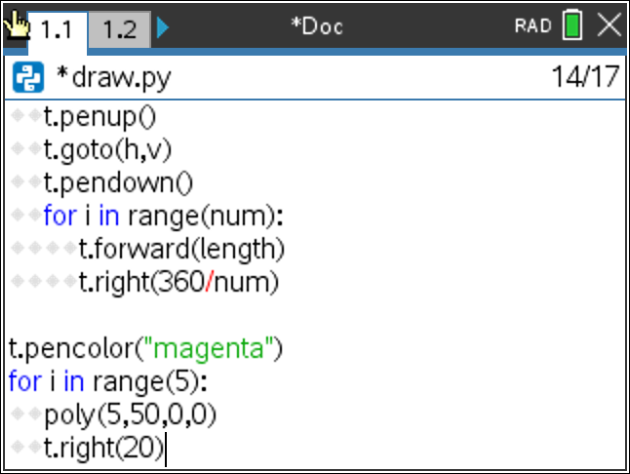 1.1 1.2 *Doc RAD
*draw.py 14/17
t.penup()
t.goto(h,v)
t.pendown()
for i in range(num):
t.forward(length)
t.right(360/num)
t.pencolor("magenta")
for i in range(5):
poly(5,50,0,0)
t.right(20)